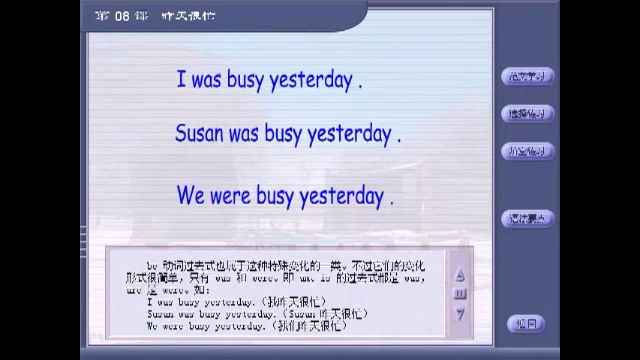 第 08 课 昨天很忙
I was busy yesterday .
Susan was busy yesterday .
We were busy yesterday .
范文学习
选择练习
填空练习
语法要点
be 动词过去式也属于这种特殊变化的一类。不过它们的变化
形式很简单，只有 was 和 were。即 am、is 的过去式都是 was，
are 是 were。如：
I was busy yesterday.（我昨天很忙）
Susan was busy yesterday.（Susan 昨天很忙）
We were busy yesterday.（我们昨天很忙）
返回